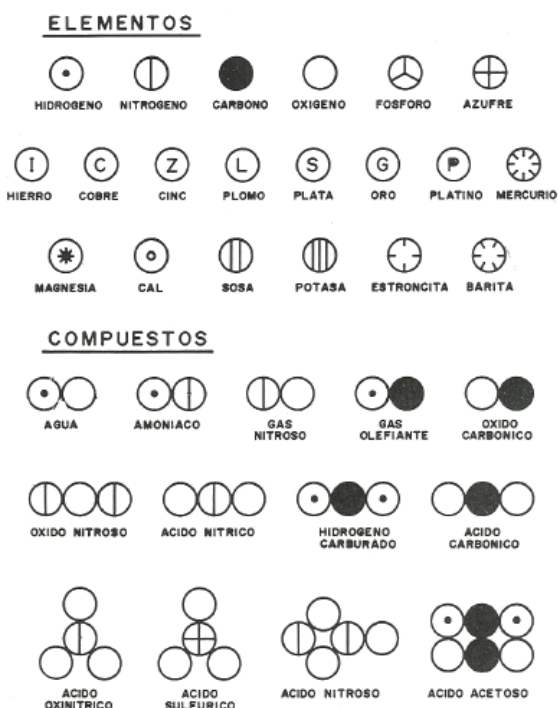 ELEMENTOS
HIDROGENO NITROGENO CARBONO OXIGENO FOSFORO AZUFRE
I C Z L S G P
HIERRO COBRE CINC PLOMO PLATA ORO PLATINO MERCURIO
MAGNESIA CAL SOSA POTASA ESTRONCITA BARITA
COMPUESTOS
AGUA AMONIACO GAS NITROSO GAS OLEFIANTE OXIDO CARBONICO
OXIDO NITROSO ACIDO NITRICO HIDROGENO CARBURADO ACIDO CARBONICO
ACIDO OXINITRICO ACIDO SULFURICO ACIDO NITROSO ACIDO ACETOSO